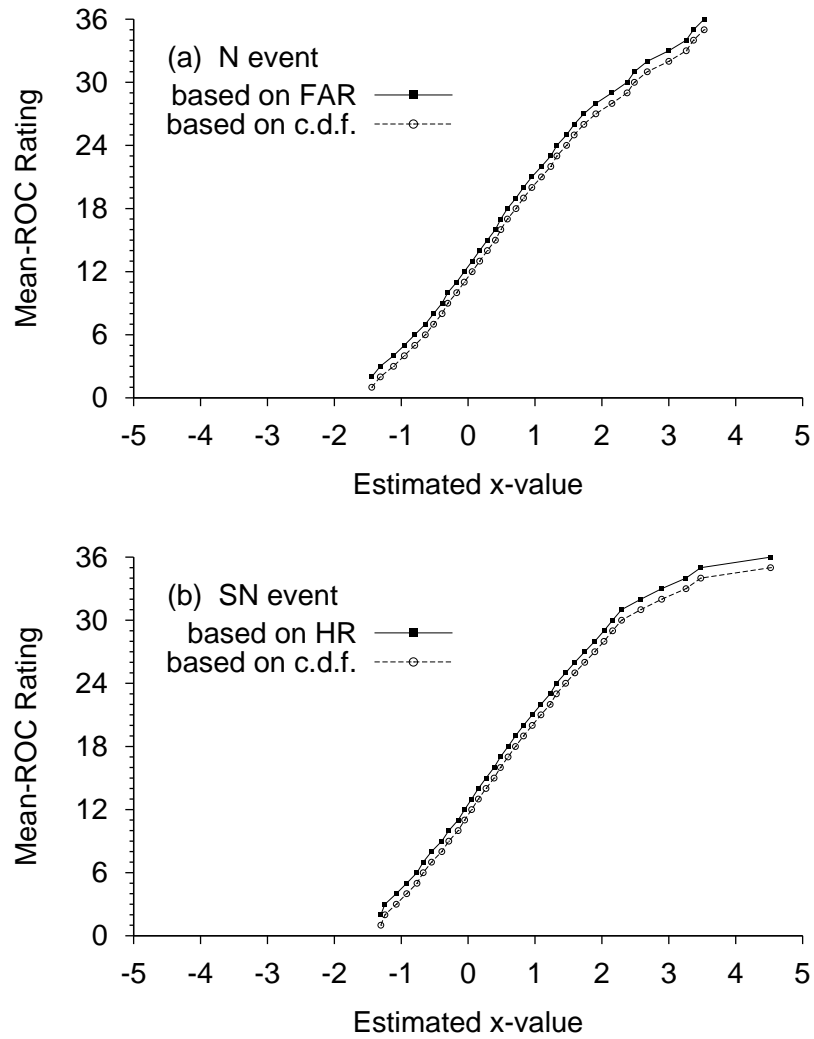 36
30
24
18
12
6
0
Mean-ROC Rating
(a) N event
based on FAR
based on c.d.f.
-5 -4 -3 -2 -1 0 1 2 3 4 5
Estimated x-value
36
30
24
18
12
6
0
Mean-ROC Rating
(b) SN event
based on HR
based on c.d.f.
-5 -4 -3 -2 -1 0 1 2 3 4 5
Estimated x-value